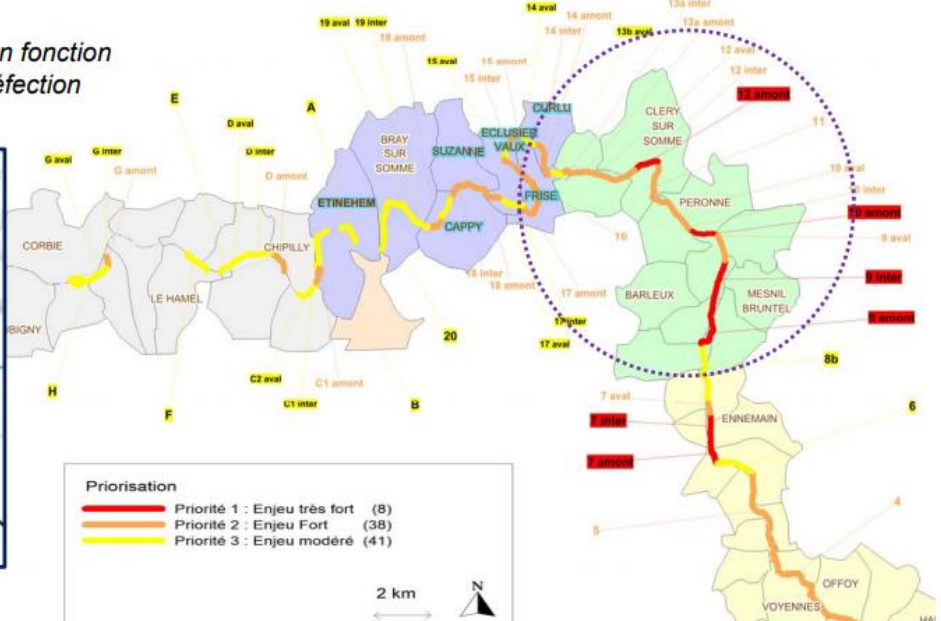 n fonction
éfection
19 aval 19 inter
19 amont
14 aval
14 amont
14 inter
13a inter
13a amont
13b aval
15 aval
15 amont
15 inter
12 aval
12 inter
12 amont
E
A
D aval
D inter
D amont
G aval
G inter
G amont
11
10 aval
10 amont
9 aval
9 inter
9 amont
CURLU
CLERY
SUR
SOMME
BRAY
SUR
SOMME
SUZANNE
ECLUSIER
VAUX
ETINEHEM
FRISE
PERONNE
CAPPY
CORBIE
CHIPILLY
16
18 inter
18 amont
17 amont
17 inter
17 aval
BARLEUX
MESNIL
BRUNTEL
LE HAMEL
BIGNY
20
8b
H
F
C2 aval
C1 amont
C1 inter
B
7 aval
7 inter
7 amont
ENNEMAIN
6
4
5
OFFOY
VOYENNES
HA
Priorisation
Priorité 1 : Enjeu très fort (8)
Priorité 2 : Enjeu Fort (38)
Priorité 3 : Enjeu modéré (41)
2 km
N